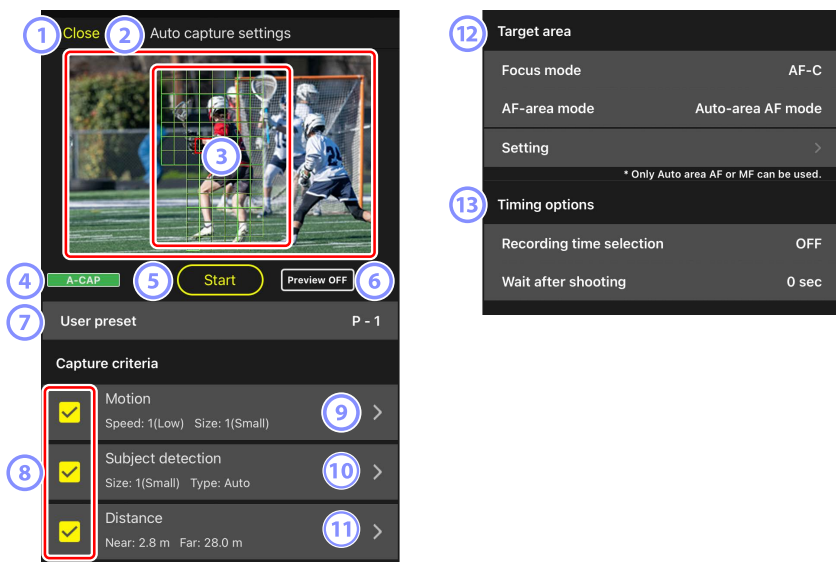 1 Close 2 Auto capture settings
3
4 A-CAP 5 Start Preview OFF 6
7 User preset P - 1
Capture criteria
8
Motion
Speed: 1(Low) Size: 1(Small) 9
Subject detection
Size: 1(Small) Type: Auto 10
Distance
Near: 2.8 m Far: 28.0 m 11
12 Target area
Focus mode AF-C
AF-area mode Auto-area AF mode
Setting
* Only Auto area AF or MF can be used.
13 Timing options
Recording time selection OFF
Wait after shooting 0 sec